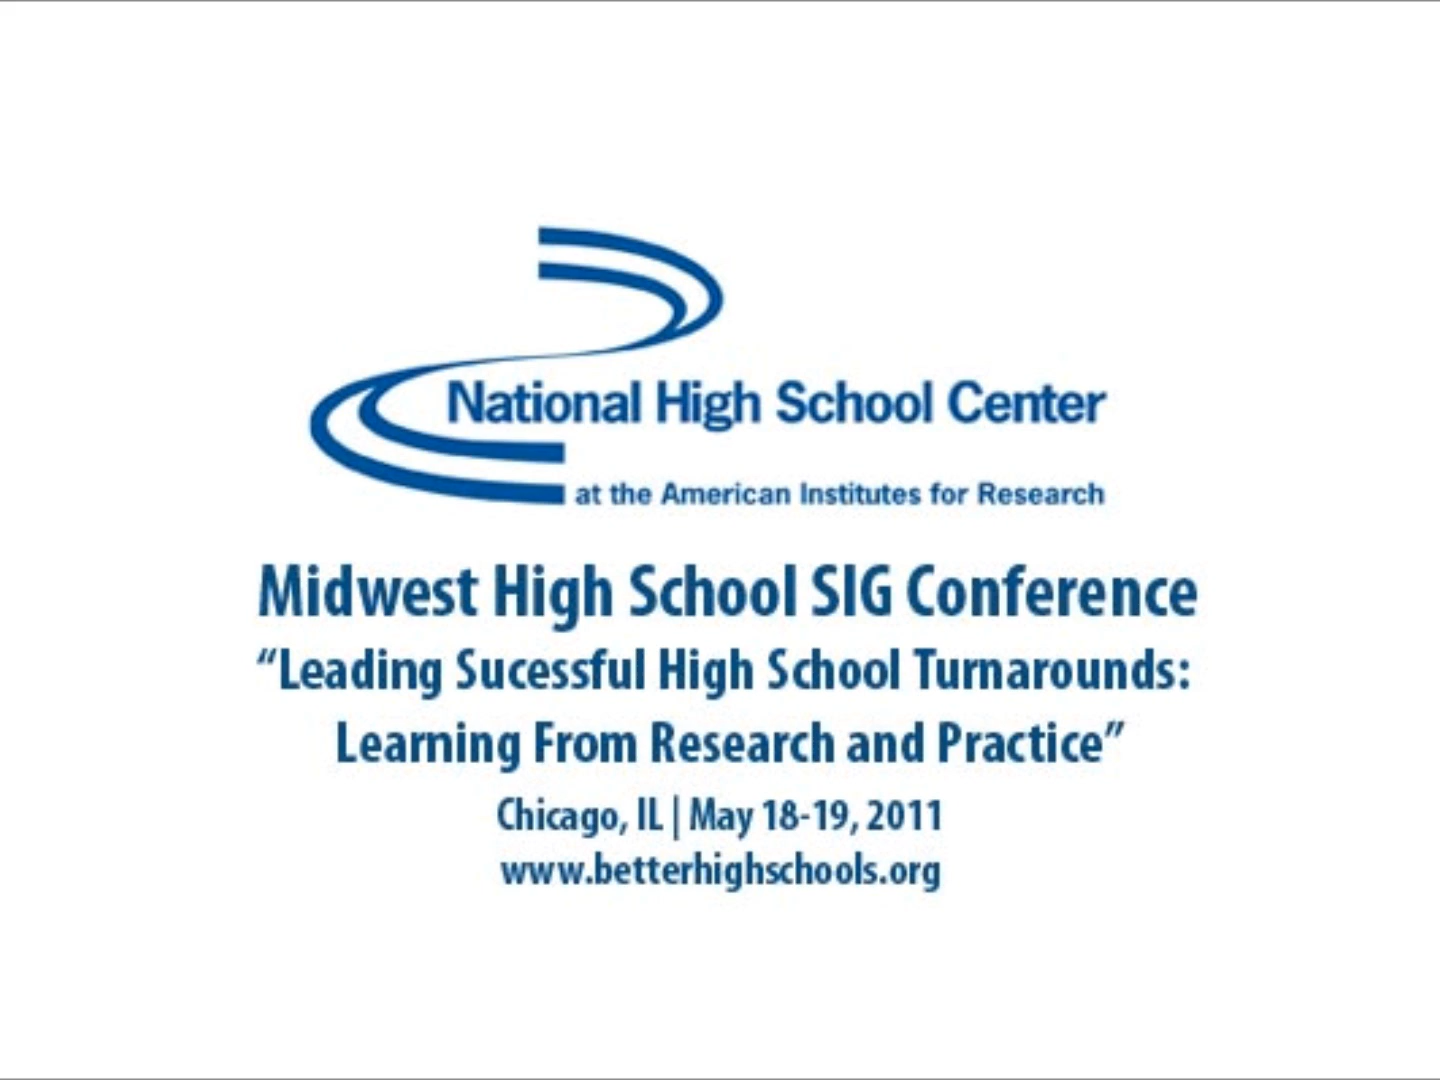 National High School Center
at the American Institutes for Research
Midwest High School SIG Conference
“Leading Sucessful High School Turnarounds:
Learning From Research and Practice”
Chicago, IL | May 18-19, 2011
www.betterhighschools.org